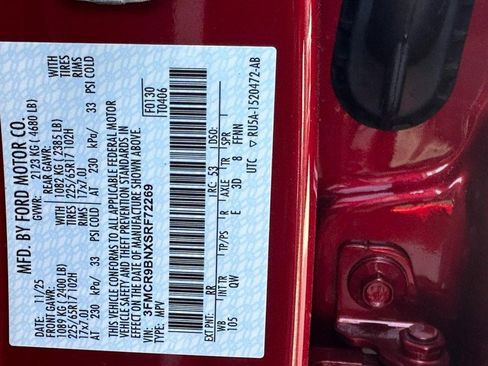 MFD. BY FORD MOTOR CO.
DATE: 11/25 GVWR: 2123 KG ( 4680 LB)
FRONT GAWR: REAR GAWR: WITH
1089 KG ( 2400 LB) 1082 KG ( 2385 LB) TIRES
225/65R17 102H 225/65R17 102H RIMS
17x7.0J 17x7.0J
AT 230 kPa/ 33 PSI COLD AT 230 kPa/ 33 PSI COLD
THIS VEHICLE CONFORMS TO ALL APPLICABLE FEDERAL MOTOR
VEHICLE SAFETY AND THEFT PREVENTION STANDARDS IN
EFFECT ON THE DATE OF MANUFACTURE SHOWN ABOVE.
VIN: 3FMCR9BNXSRF72269
TYPE: MPV
F0130
T0406
EXT PNT: RR RC: 53 DSO:
WB INT TR TP/PS R AXLE TR SPR
105 QW E 3D 8 FFNN
UTC RU5A-1520472-AB